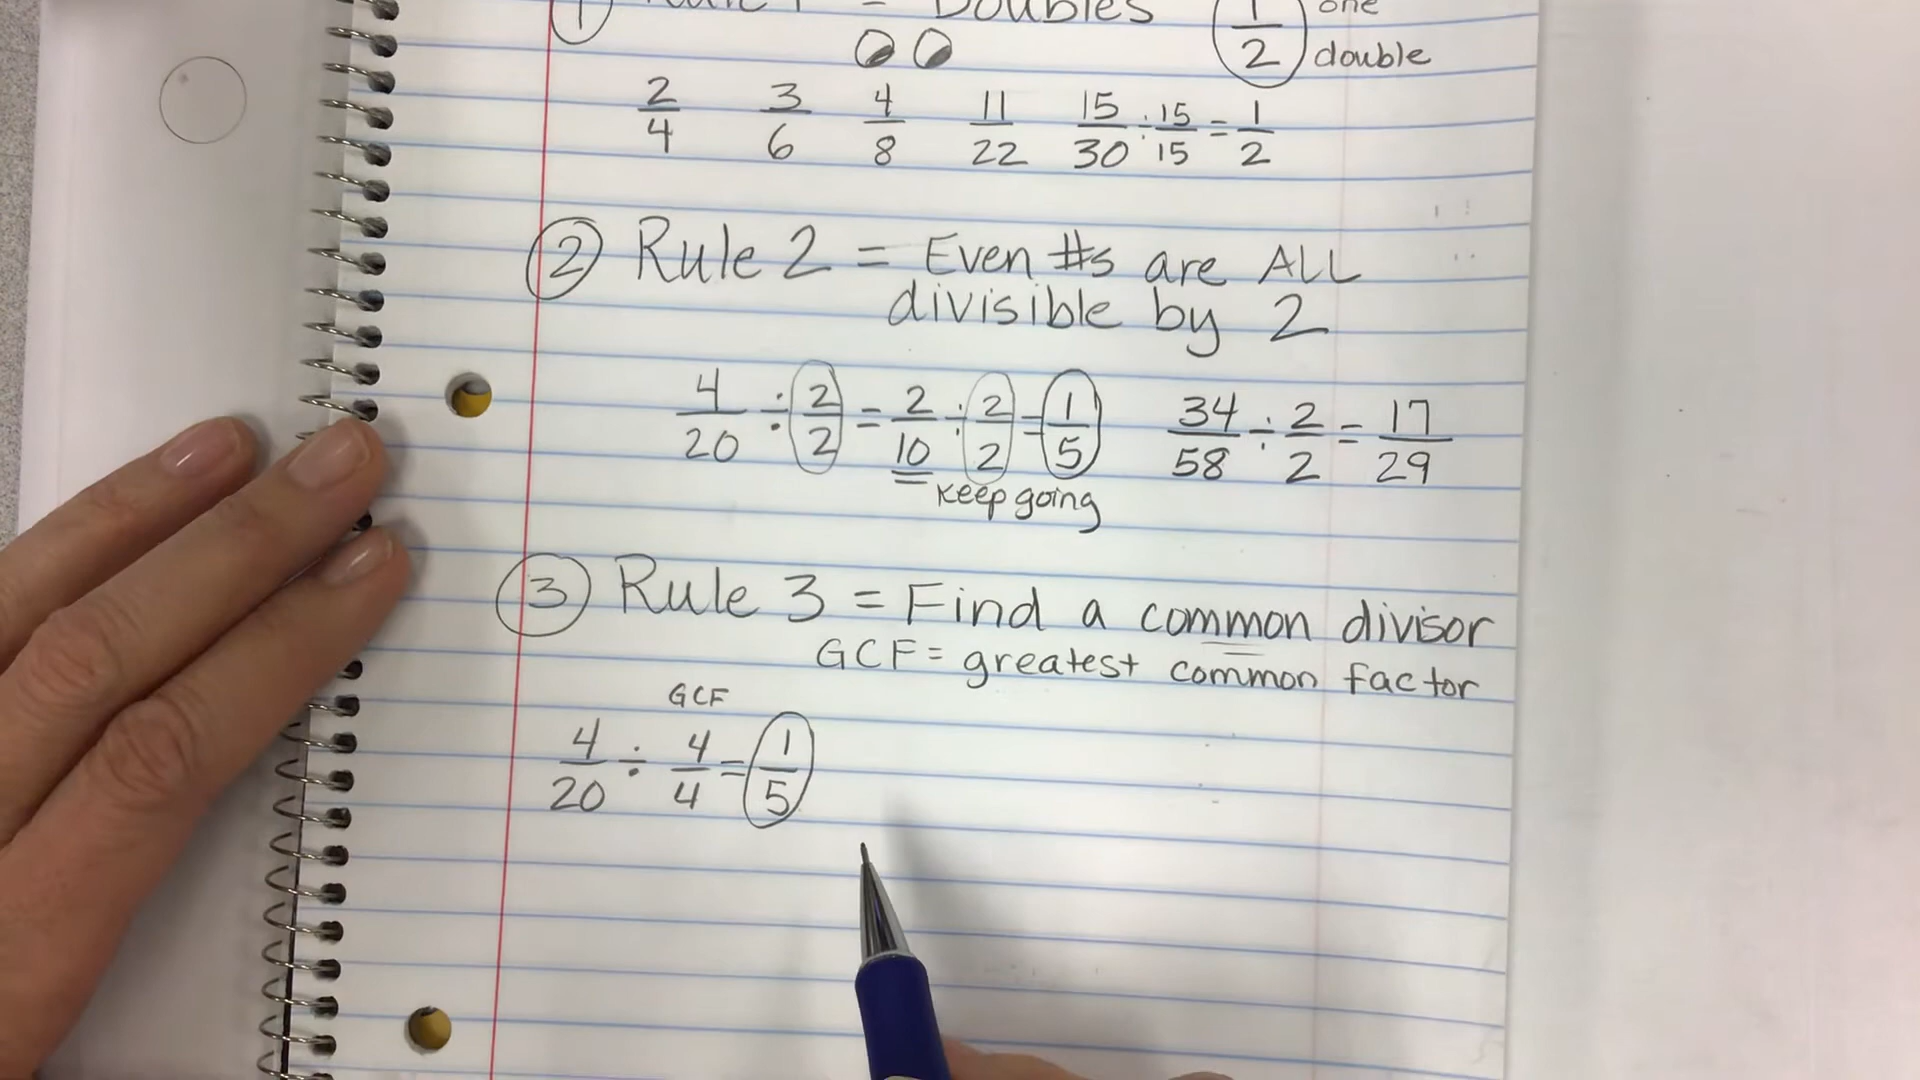 ① Rule 1 = Doubles 1/2 one
double
2/4 3/6 4/8 11/22 15/30 ÷ 15/15 = 1/2
② Rule 2 = Even #s are ALL
divisible by 2
4/20 ÷ 2/2 = 2/10 ÷ 2/2 = 1/5 34/58 ÷ 2/2 = 17/29
keep going
③ Rule 3 = Find a common divisor
GCF = greatest common factor
GCF
4/20 ÷ 4/4 = 1/5